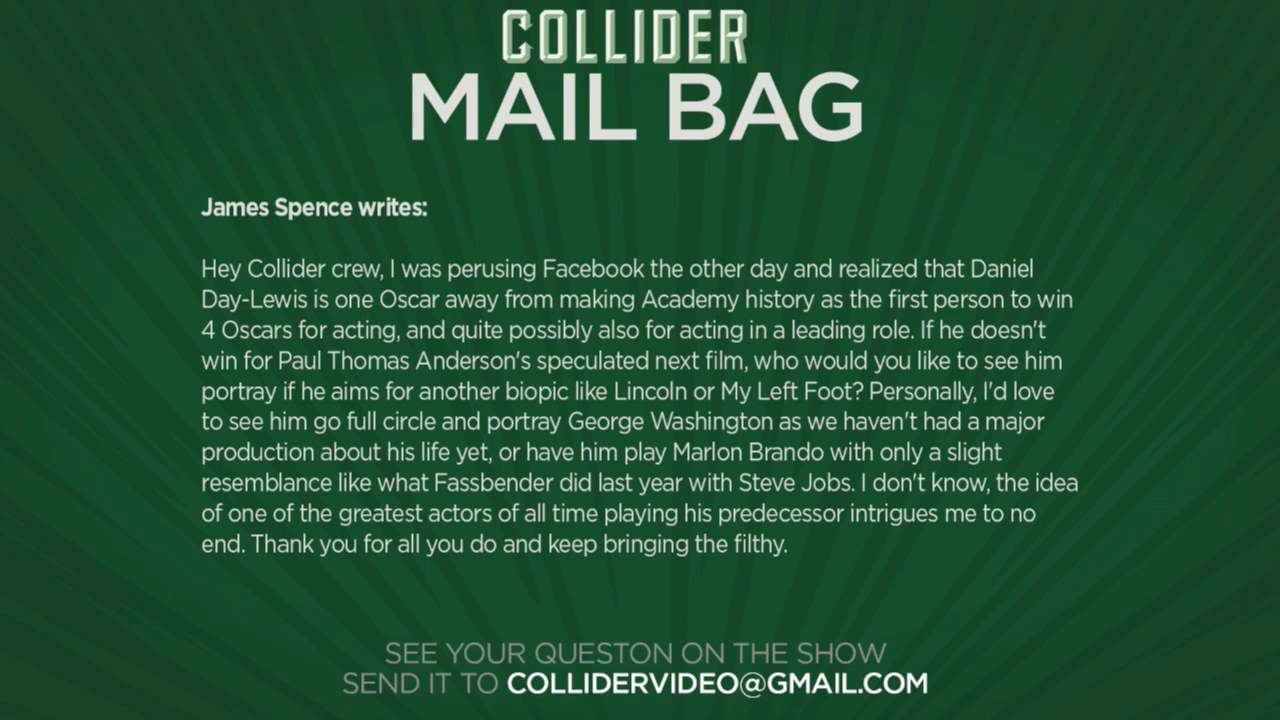 COLLIDER
MAIL BAG
James Spence writes:
Hey Collider crew, I was perusing Facebook the other day and realized that Daniel
Day-Lewis is one Oscar away from making Academy history as the first person to win
4 Oscars for acting, and quite possibly also for acting in a leading role. If he doesn't
win for Paul Thomas Anderson's speculated next film, who would you like to see him
portray if he aims for another biopic like Lincoln or My Left Foot? Personally, I'd love
to see him go full circle and portray George Washington as we haven't had a major
production about his life yet, or have him play Marlon Brando with only a slight
resemblance like what Fassbender did last year with Steve Jobs. I don't know, the idea
of one of the greatest actors of all time playing his predecessor intrigues me to no
end. Thank you for all you do and keep bringing the filthy.
SEE YOUR QUESTON ON THE SHOW
SEND IT TO COLLIDERVIDEO@GMAIL.COM